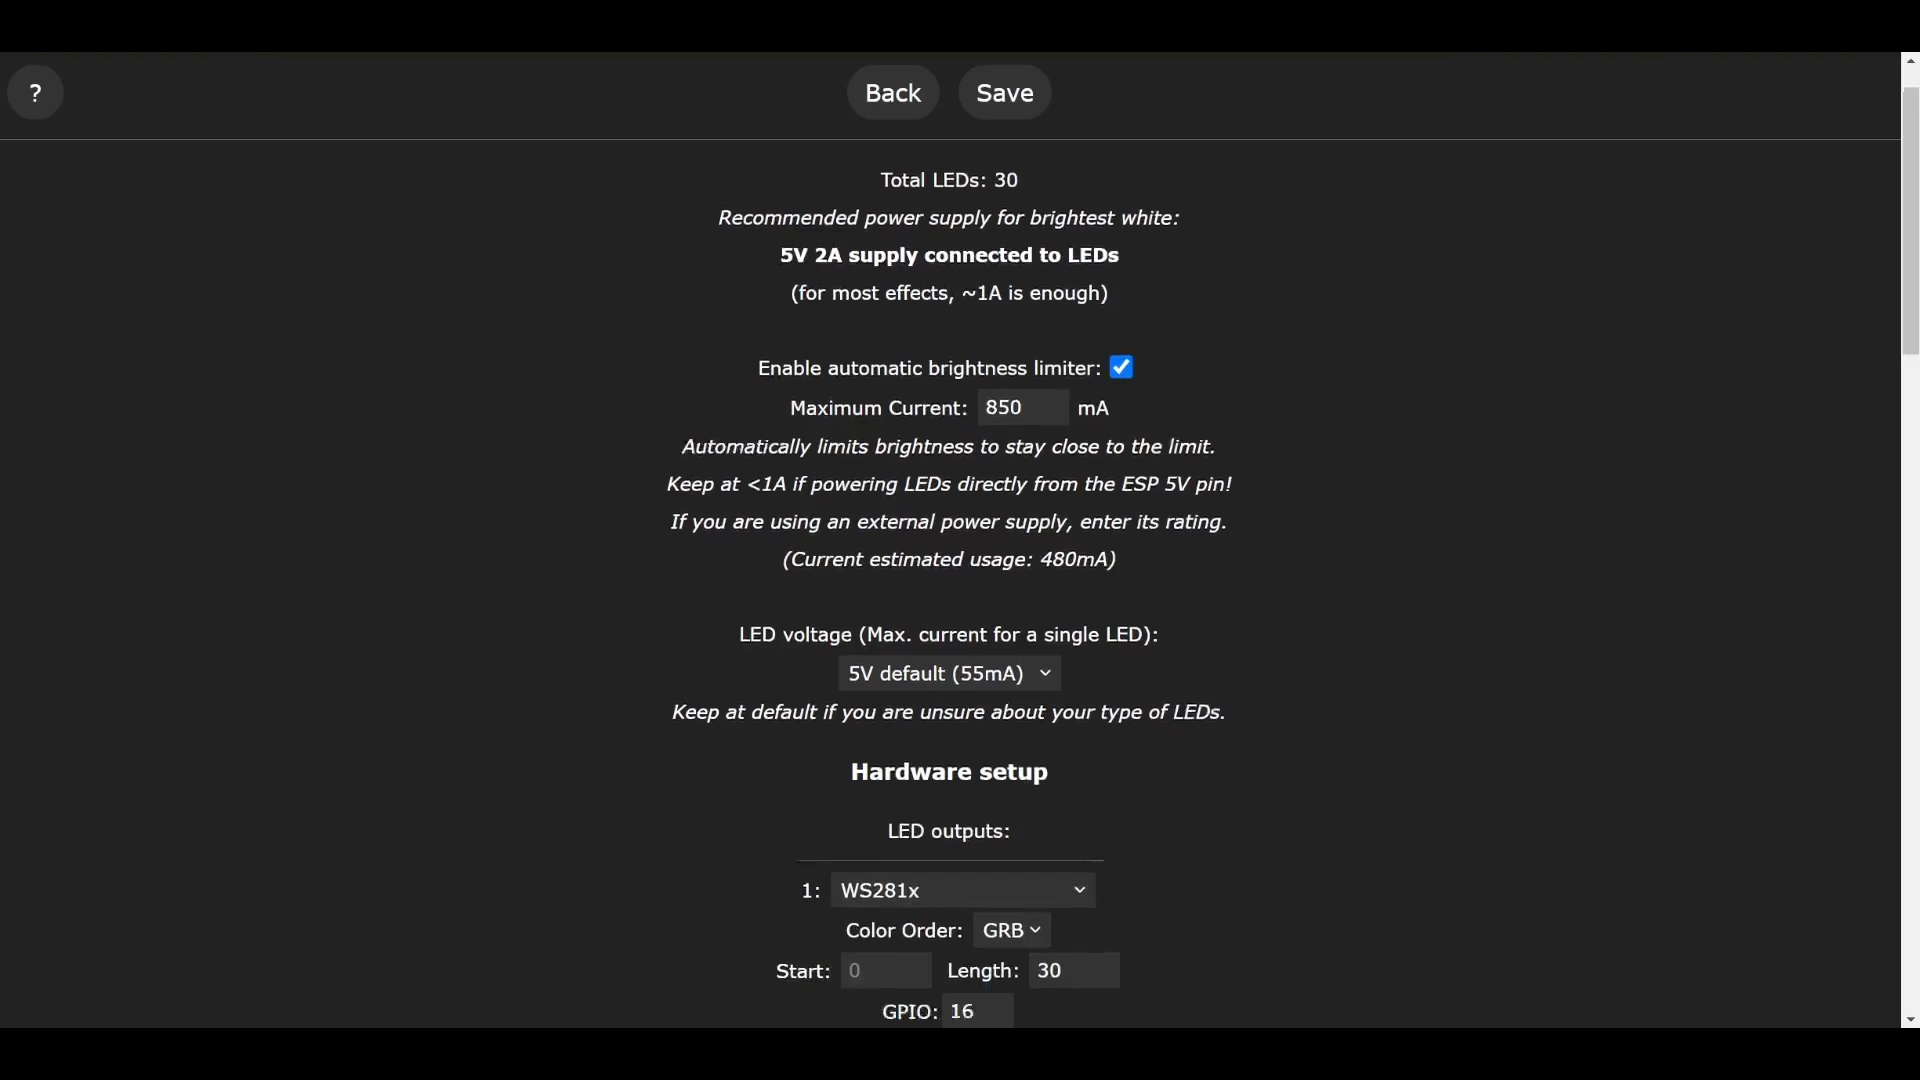 ?
Back Save
Total LEDs: 30
Recommended power supply for brightest white:
5V 2A supply connected to LEDs
(for most effects, ~1A is enough)
Enable automatic brightness limiter:
Maximum Current: 850 mA
Automatically limits brightness to stay close to the limit.
Keep at <1A if powering LEDs directly from the ESP 5V pin!
If you are using an external power supply, enter its rating.
(Current estimated usage: 480mA)
LED voltage (Max. current for a single LED):
5V default (55mA)
Keep at default if you are unsure about your type of LEDs.
Hardware setup
LED outputs:
1: WS281x
Color Order: GRB
Start: 0 Length: 30
GPIO: 16